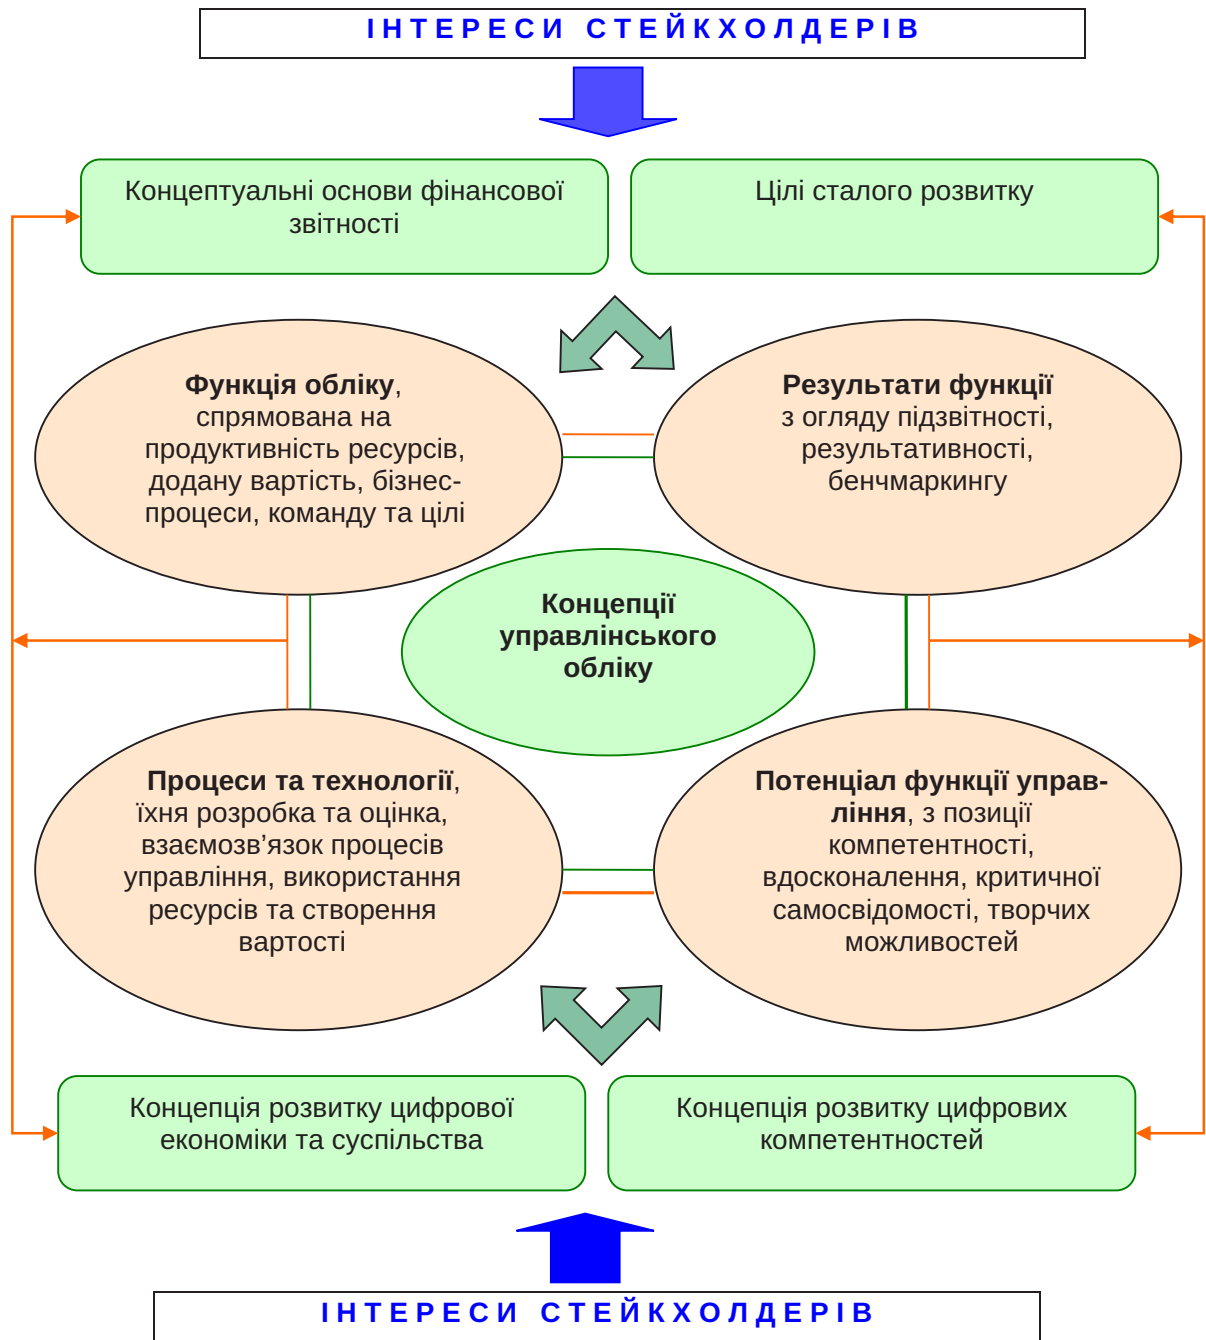 ІНТЕРЕСИ СТЕЙКХОЛДЕРІВ
Концептуальні основи фінансової
звітності
Цілі сталого розвитку
Функція обліку,
спрямована на
продуктивність ресурсів,
додану вартість, бізнес-
процеси, команду та цілі
Результати функції
з огляду підзвітності,
результативності,
бенчмаркингу
Концепції
управлінського
обліку
Процеси та технології,
їхня розробка та оцінка,
взаємозв’язок процесів
управління, використання
ресурсів та створення
вартості
Потенціал функції управ-
ління, з позиції
компетентності,
вдосконалення, критичної
самосвідомості, творчих
можливостей
Концепція розвитку цифрової
економіки та суспільства
Концепція розвитку цифрових
компетентностей
ІНТЕРЕСИ СТЕЙКХОЛДЕРІВ